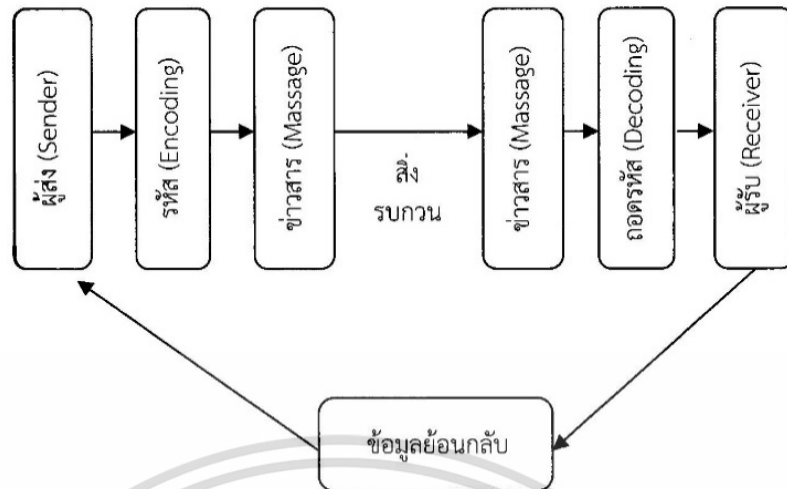 ผู้ส่ง (Sender)
รหัส (Encoding)
ข่าวสาร (Massage)
สิ่ง
รบกวน
ข่าวสาร (Massage)
ถอดรหัส (Decoding)
ผู้รับ (Receiver)
ข้อมูลย้อนกลับ